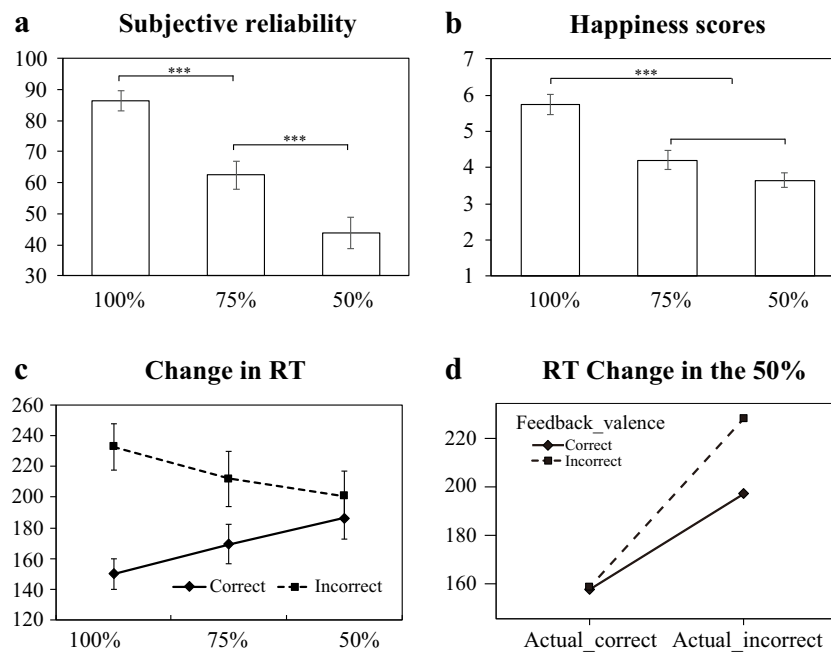 a Subjective reliability
100
90
80
70
60
50
40
30
***
***
100% 75% 50%
b Happiness scores
7
6
5
4
3
2
1
***
100% 75% 50%
c Change in RT
260
240
220
200
180
160
140
120
Correct Incorrect
100% 75% 50%
d RT Change in the 50%
220
200
180
160
Feedback_valence
Correct
Incorrect
Actual_correct Actual_incorrect